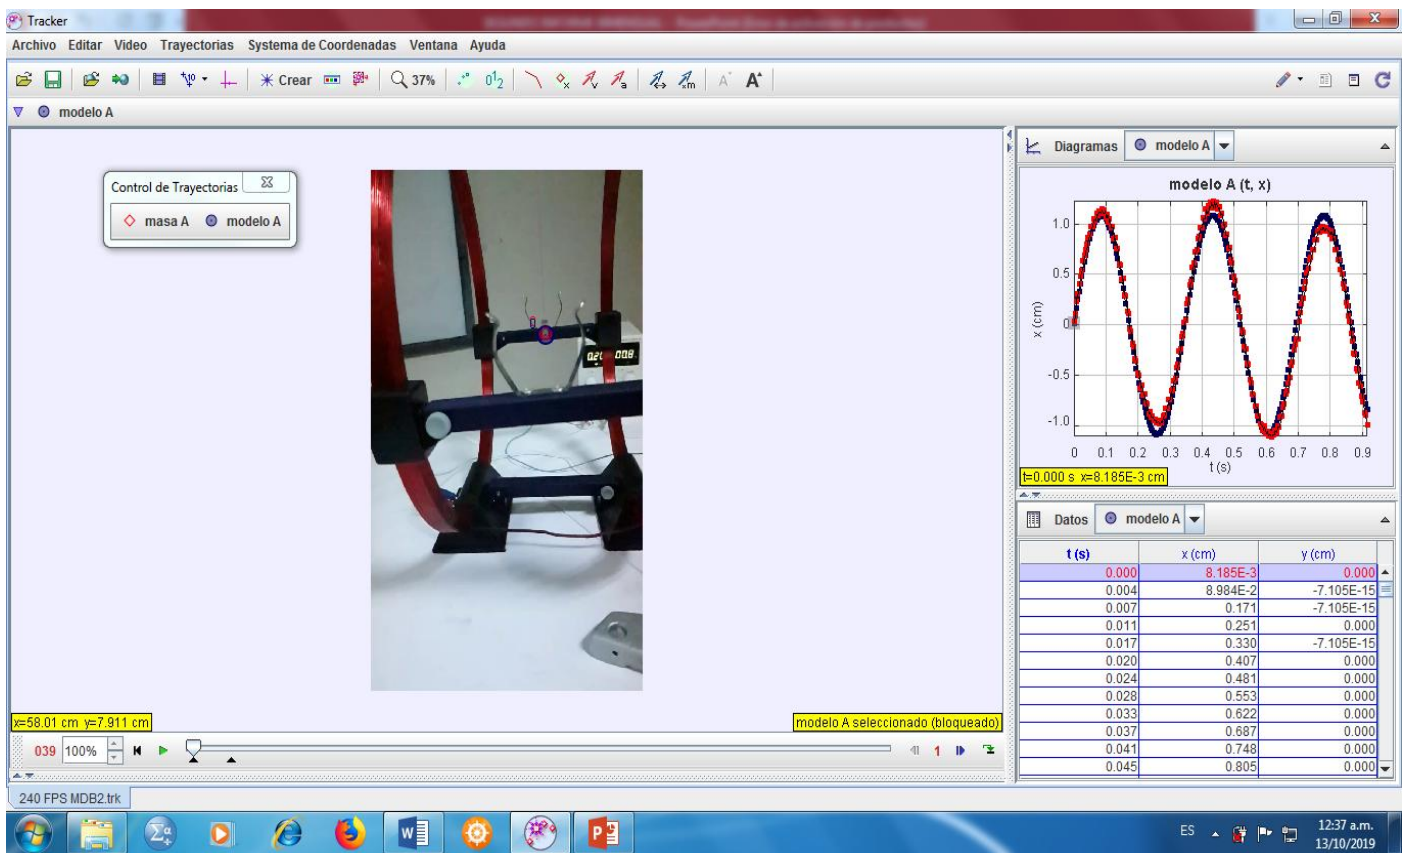 Tracker
Archivo Editar Video Trayectorias Systema de Coordenadas Ventana Ayuda
Crear 37%
modelo A
Control de Trayectorias
masa A modelo A
x=58.01 cm y=7.911 cm
modelo A seleccionado (bloqueado)
039 100% 1
Diagramas modelo A
modelo A (t, x)
1.0
0.5
0
-0.5
-1.0
x (cm)
0 0.1 0.2 0.3 0.4 0.5 0.6 0.7 0.8 0.9
t (s)
t=0.000 s x=8.185E-3 cm
Datos modelo A
t (s) x (cm) y (cm)
0.000 8.185E-3 0.000
0.004 8.984E-2 -7.105E-15
0.007 0.171 -7.105E-15
0.011 0.251 0.000
0.017 0.330 -7.105E-15
0.020 0.407 0.000
0.024 0.481 0.000
0.028 0.553 0.000
0.033 0.622 0.000
0.037 0.687 0.000
0.041 0.748 0.000
0.045 0.805 0.000
240 FPS MDB2.trk
ES
12:37 a.m.
13/10/2019